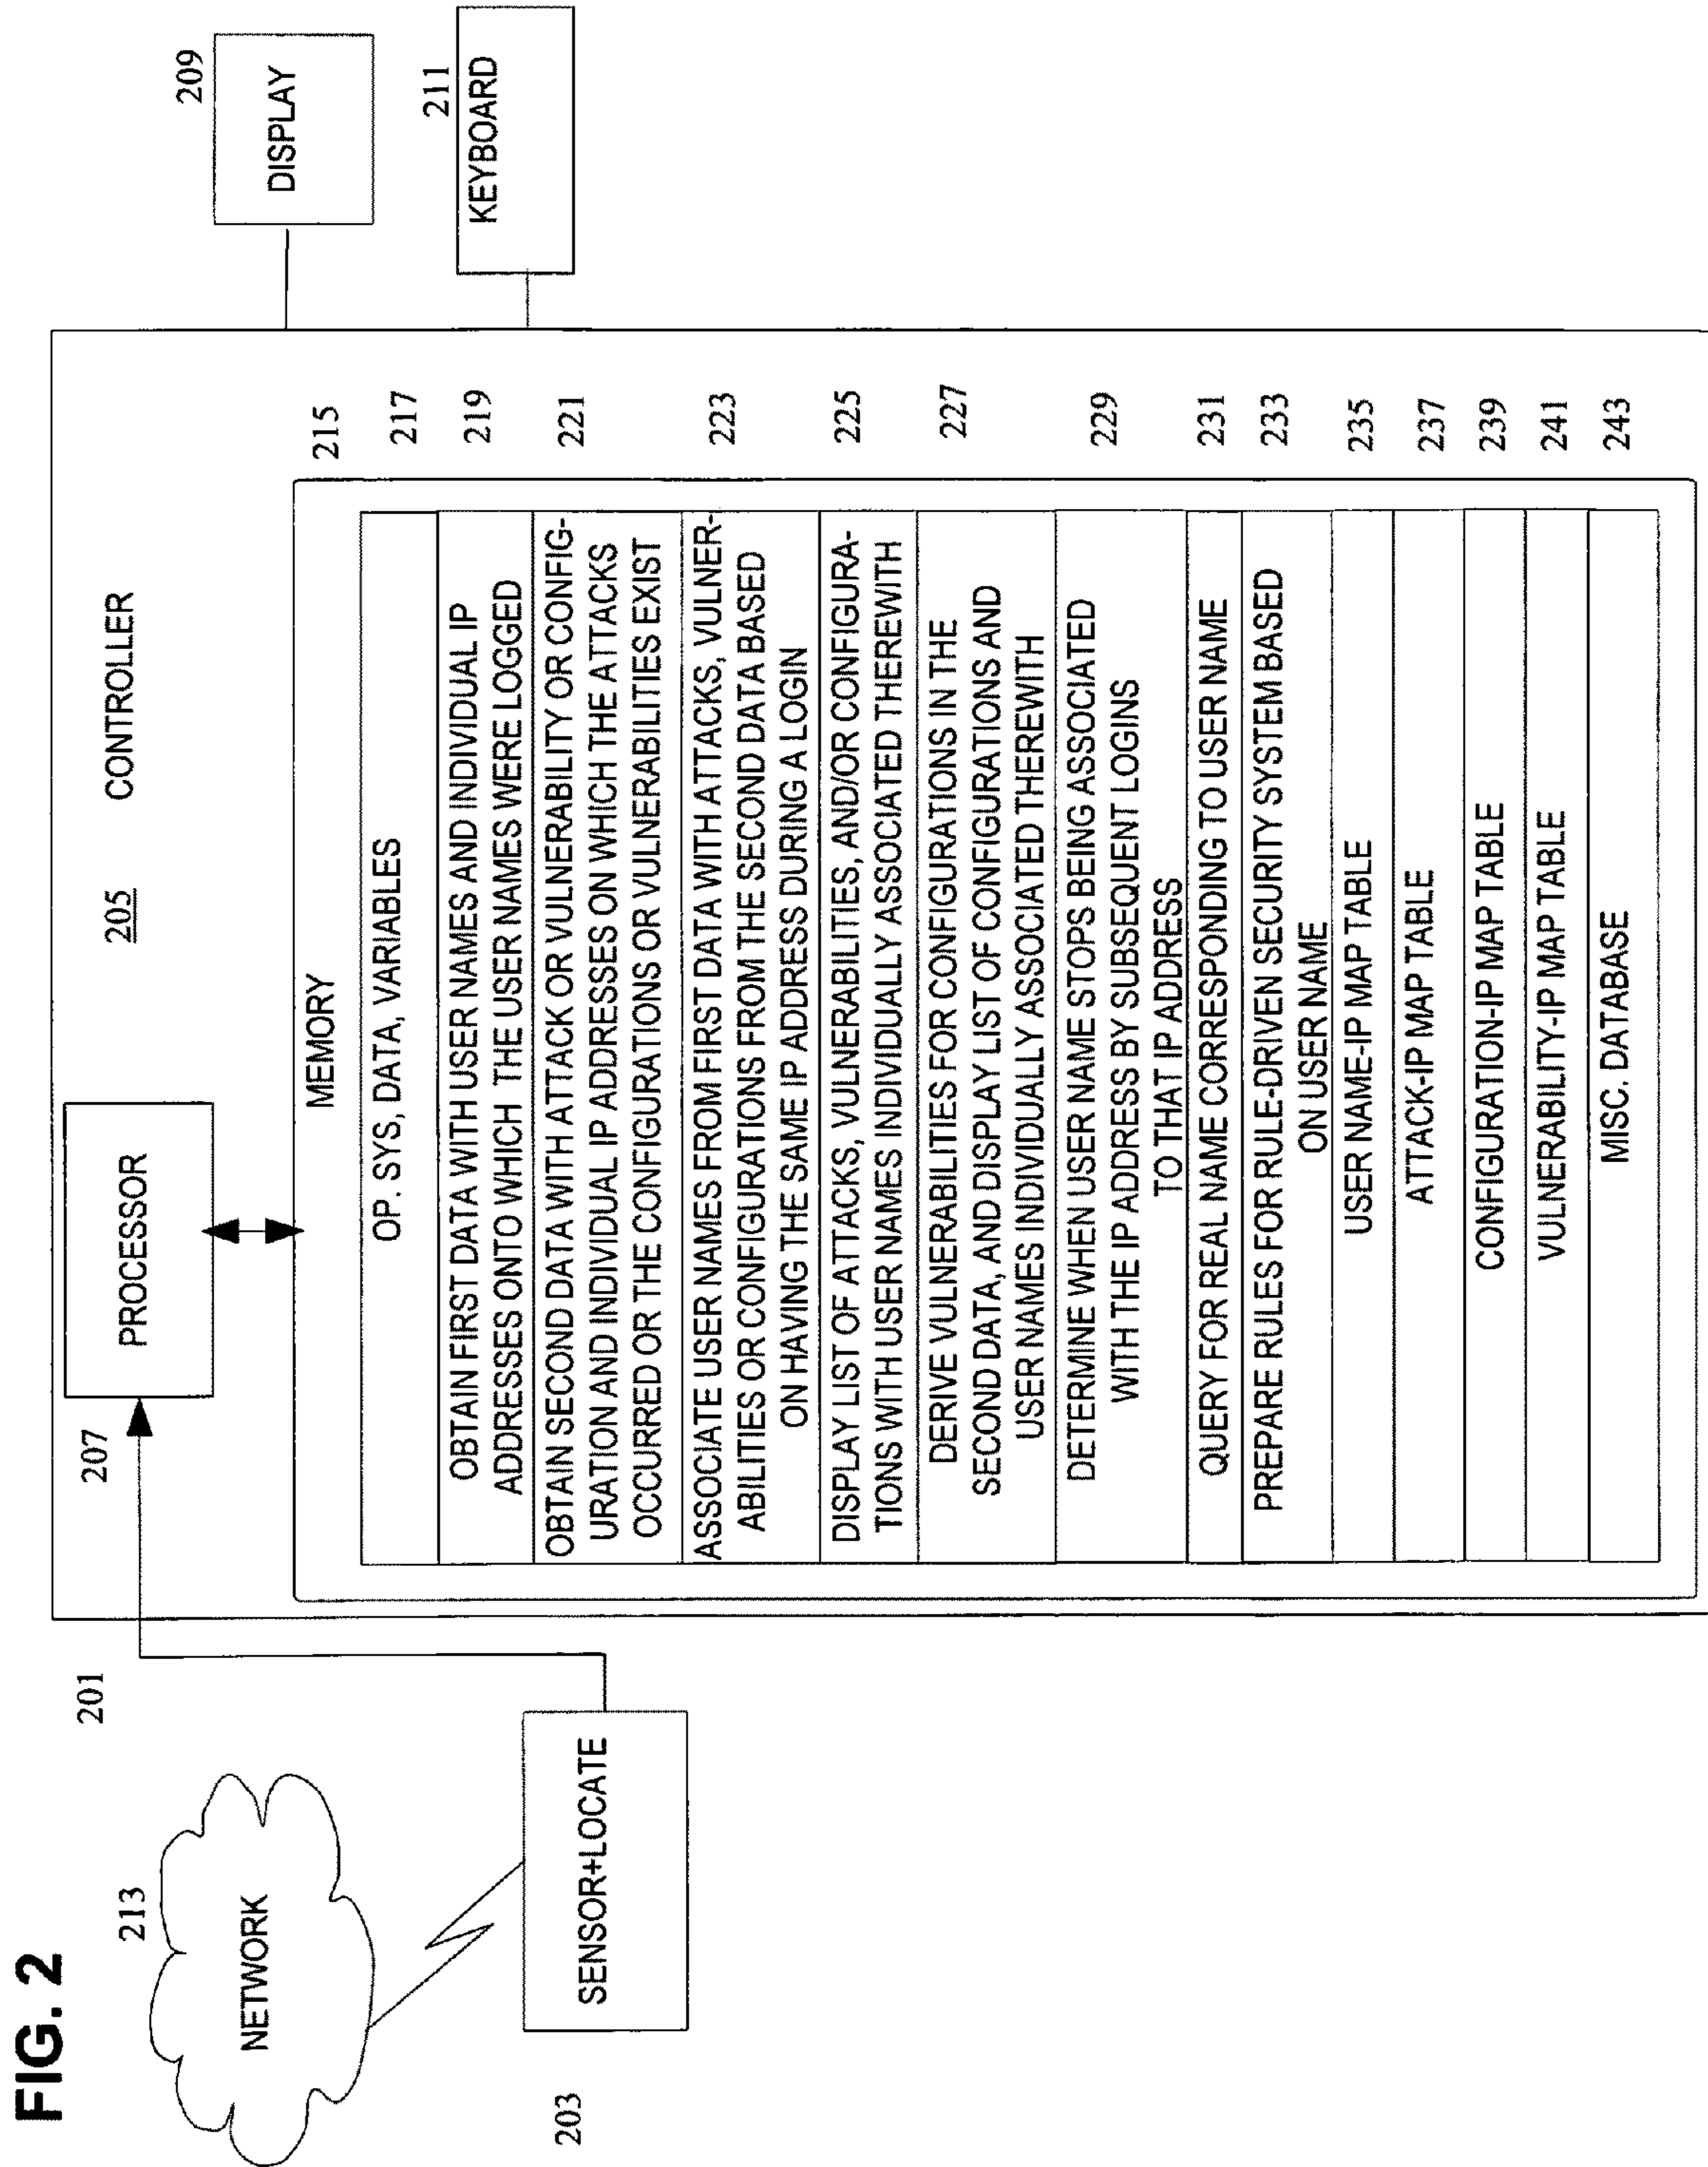 FIG. 2
213
NETWORK
203
SENSOR+LOCATE
201
207
PROCESSOR
205
CONTROLLER
209
DISPLAY
211
KEYBOARD
MEMORY
215
OP. SYS, DATA, VARIABLES
217
OBTAIN FIRST DATA WITH USER NAMES AND INDIVIDUAL IP
ADDRESSES ONTO WHICH THE USER NAMES WERE LOGGED
219
OBTAIN SECOND DATA WITH ATTACK OR VULNERABILITY OR CONFIG-
URATION AND INDIVIDUAL IP ADDRESSES ON WHICH THE ATTACKS
OCCURRED OR THE CONFIGURATIONS OR VULNERABILITIES EXIST
221
ASSOCIATE USER NAMES FROM FIRST DATA WITH ATTACKS, VULNER-
ABILITIES OR CONFIGURATIONS FROM THE SECOND DATA BASED
ON HAVING THE SAME IP ADDRESS DURING A LOGIN
223
DISPLAY LIST OF ATTACKS, VULNERABILITIES, AND/OR CONFIGURA-
TIONS WITH USER NAMES INDIVIDUALLY ASSOCIATED THEREWITH
225
DERIVE VULNERABILITIES FOR CONFIGURATIONS IN THE
SECOND DATA, AND DISPLAY LIST OF CONFIGURATIONS AND
USER NAMES INDIVIDUALLY ASSOCIATED THEREWITH
227
DETERMINE WHEN USER NAME STOPS BEING ASSOCIATED
WITH THE IP ADDRESS BY SUBSEQUENT LOGINS
TO THAT IP ADDRESS
229
QUERY FOR REAL NAME CORRESPONDING TO USER NAME
231
PREPARE RULES FOR RULE-DRIVEN SECURITY SYSTEM BASED
ON USER NAME
233
USER NAME-IP MAP TABLE
235
ATTACK-IP MAP TABLE
237
CONFIGURATION-IP MAP TABLE
239
VULNERABILITY-IP MAP TABLE
241
MISC. DATABASE
243